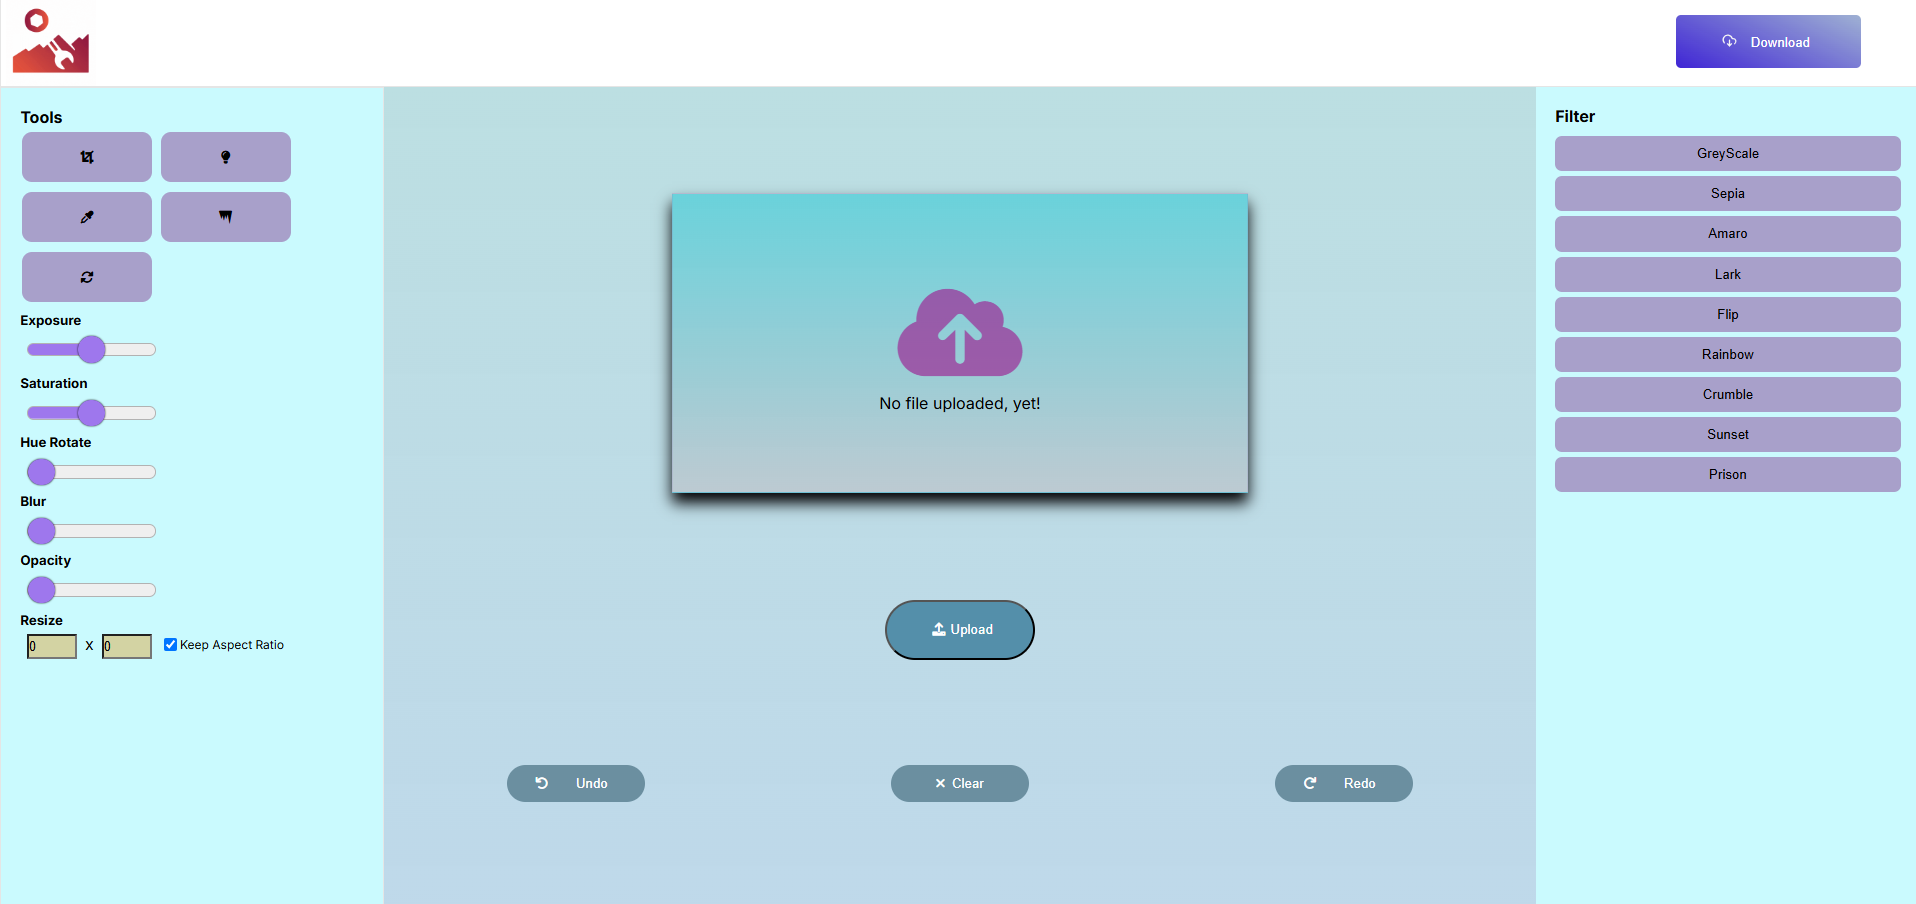 Download
Tools
Exposure
Saturation
Hue Rotate
Blur
Opacity
Resize
0 X 0 Keep Aspect Ratio
No file uploaded, yet!
Upload
Undo
Clear
Redo
Filter
GreyScale
Sepia
Amaro
Lark
Flip
Rainbow
Crumble
Sunset
Prison